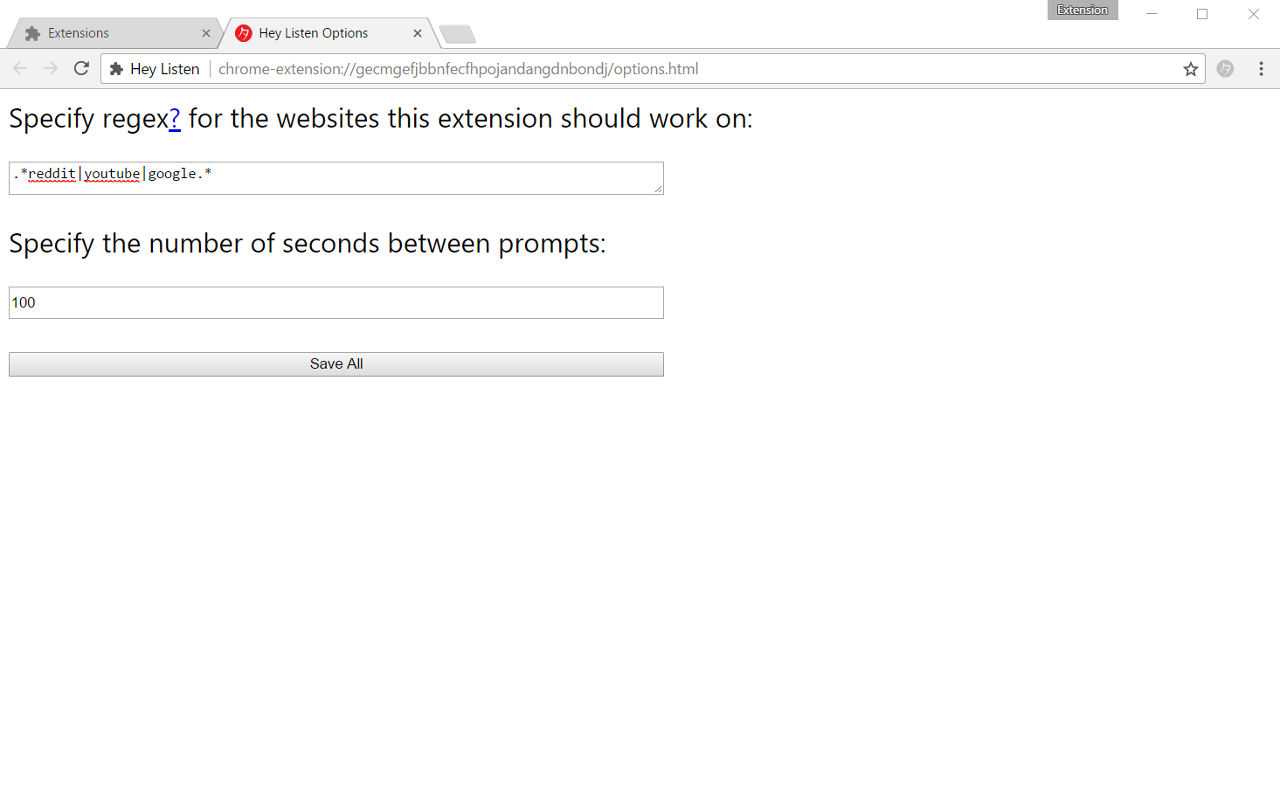 Extension
Extensions
Hey Listen Options
Hey Listen chrome-extension://gecmgefjbbnfecfhpojandangdnbondj/options.html
Specify regex? for the websites this extension should work on:
.*reddit|youtube|google.*
Specify the number of seconds between prompts:
100
Save All